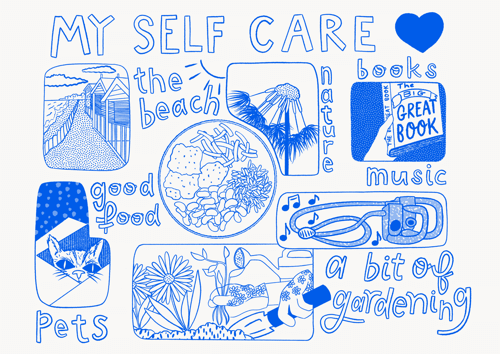 MY SELF CARE
the beach
nature
books
The
BIG
GREAT
BOOK
good food
music
pets
a bit of
gardening